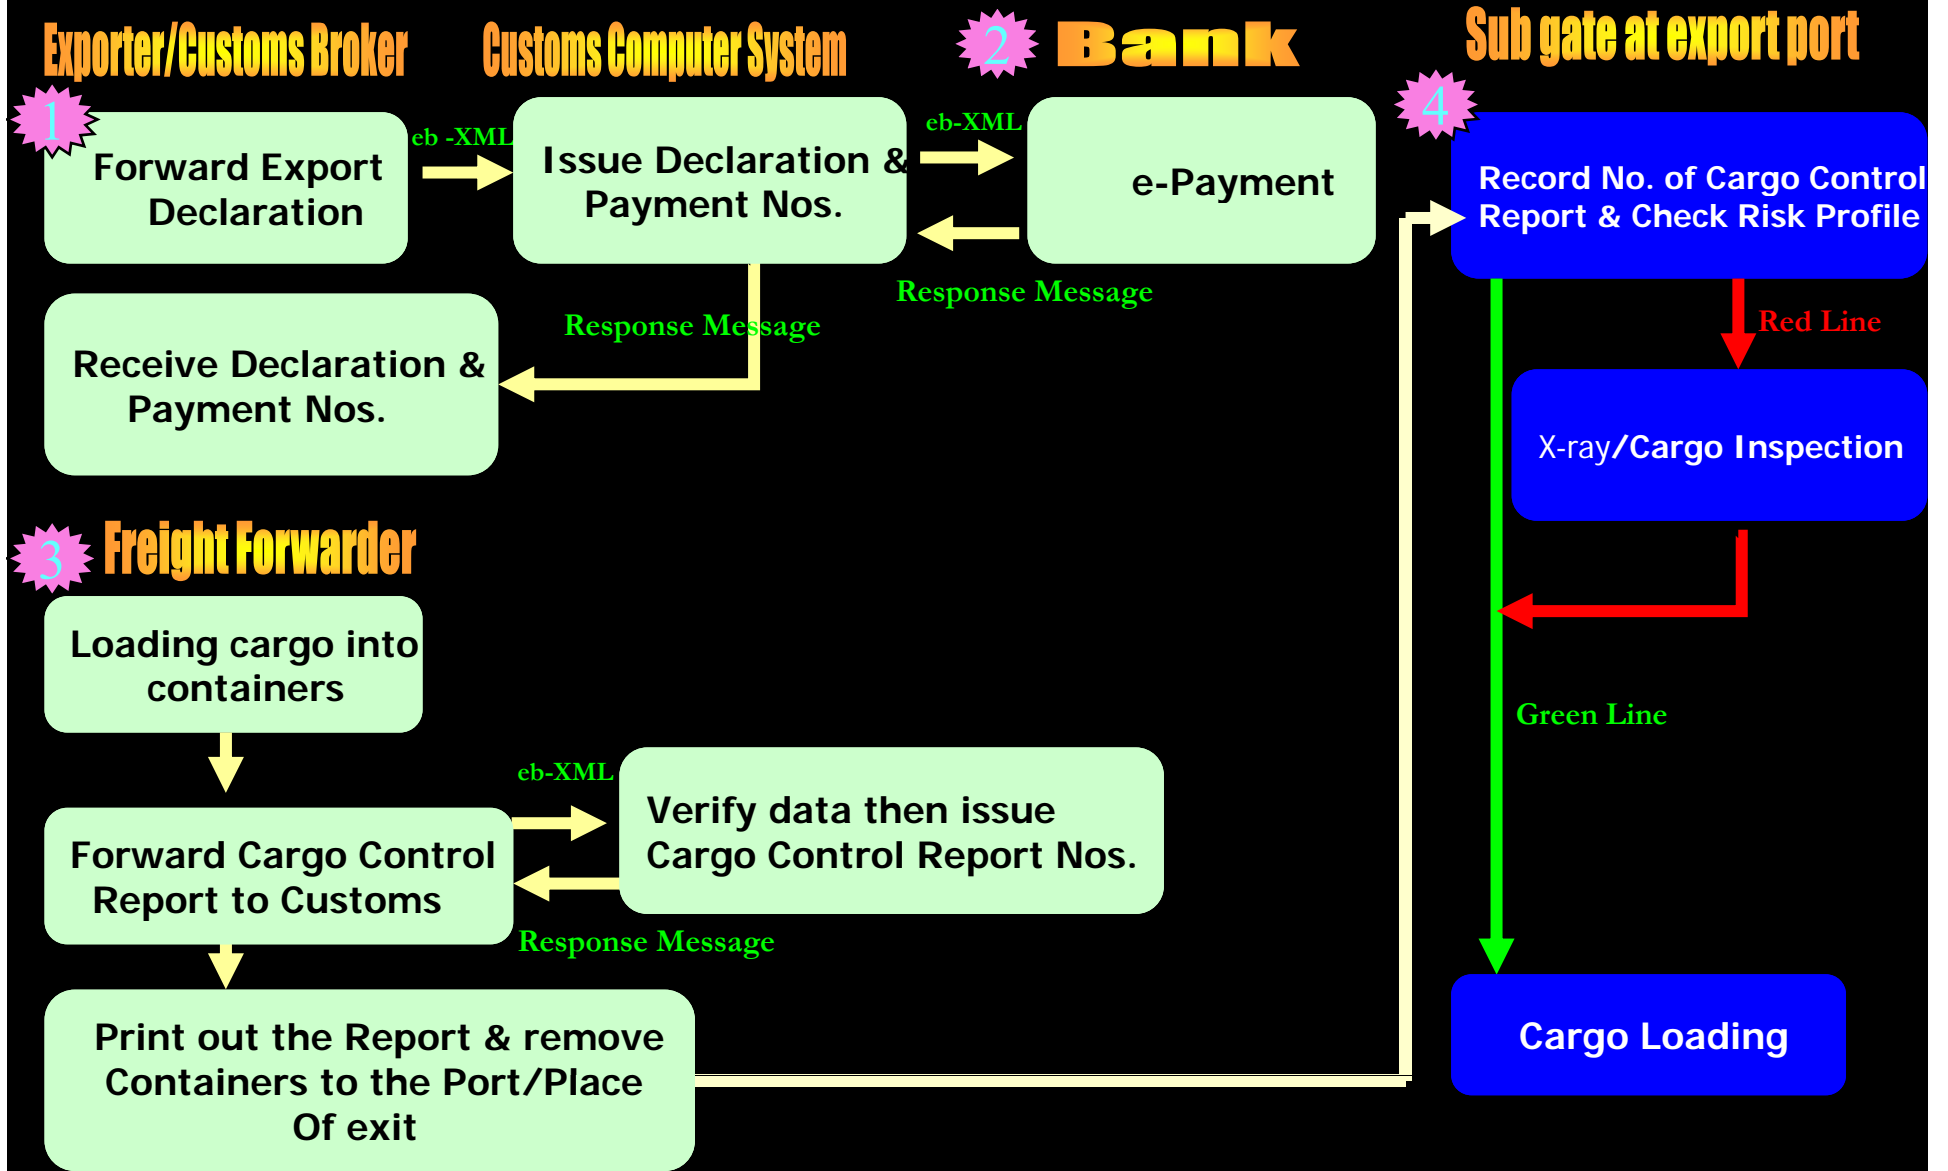 Exporter/Customs Broker
Customs Computer System
2
Bank
Sub gate at export port
1
Forward Export
Declaration
eb -XML
Issue Declaration &
Payment Nos.
eb-XML
e-Payment
Response Message
4
Record No. of Cargo Control
Report & Check Risk Profile
Response Message
Receive Declaration &
Payment Nos.
Red Line
X-ray/Cargo Inspection
3
Freight Forwarder
Loading cargo into
containers
Green Line
eb-XML
Forward Cargo Control
Report to Customs
Verify data then issue
Cargo Control Report Nos.
Response Message
Print out the Report & remove
Containers to the Port/Place
Of exit
Cargo Loading